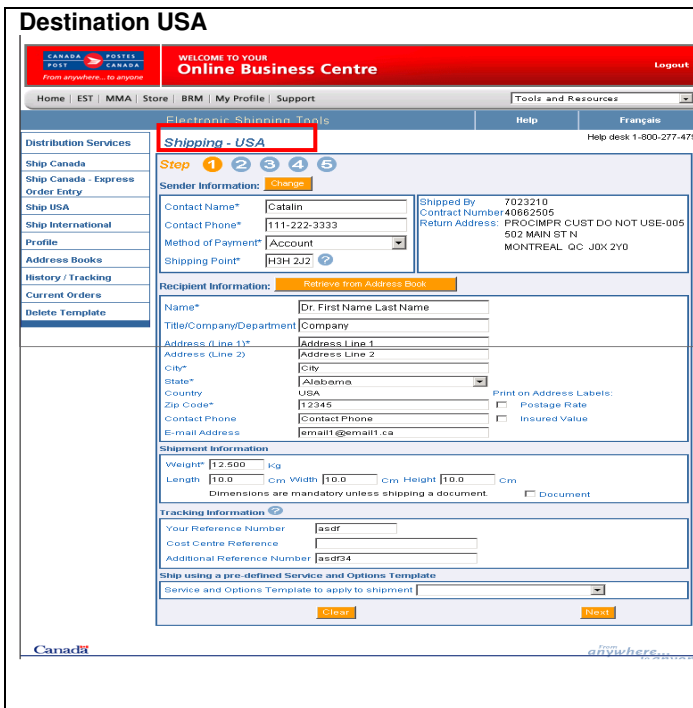 Destination USA
CANADA POSTES
POST CANADA
From anywhere... to anyone
WELCOME TO YOUR
Online Business Centre
Logout
Home | EST | MMA | Store | BRM | My Profile | Support
Tools and Resources
Electronic Shipping Tools
Help
Français
Help desk 1-800-277-47
Distribution Services
Ship Canada
Ship Canada - Express
Order Entry
Ship USA
Ship International
Profile
Address Books
History / Tracking
Current Orders
Delete Template
Shipping - USA
Step 1 2 3 4 5
Sender Information: Change
Contact Name* Catalin
Contact Phone* 111-222-3333
Method of Payment* Account
Shipping Point* H3H 2J2 ?
Shipped By 7023210
Contract Number 40662505
Return Address: PROCIMPR CUST DO NOT USE-005
502 MAIN ST N
MONTREAL QC J0X 2Y0
Recipient Information: Retrieve from Address Book
Name* Dr. First Name Last Name
Title/Company/Department Company
Address (Line 1)* Address Line 1
Address (Line 2) Address Line 2
City* City
State* Alabama
Country USA Print on Address Labels:
Zip Code* 12345 Postage Rate
Contact Phone Contact Phone Insured Value
E-mail Address email1@email1.ca
Shipment Information
Weight* 12.500 Kg
Length 10.0 Cm Width 10.0 Cm Height 10.0 Cm
Dimensions are mandatory unless shipping a document. Document
Tracking Information ?
Your Reference Number asdf
Cost Centre Reference
Additional Reference Number asdf34
Ship using a pre-defined Service and Options Template
Service and Options Template to apply to shipment
Clear Next
Canada
From
anywhere...